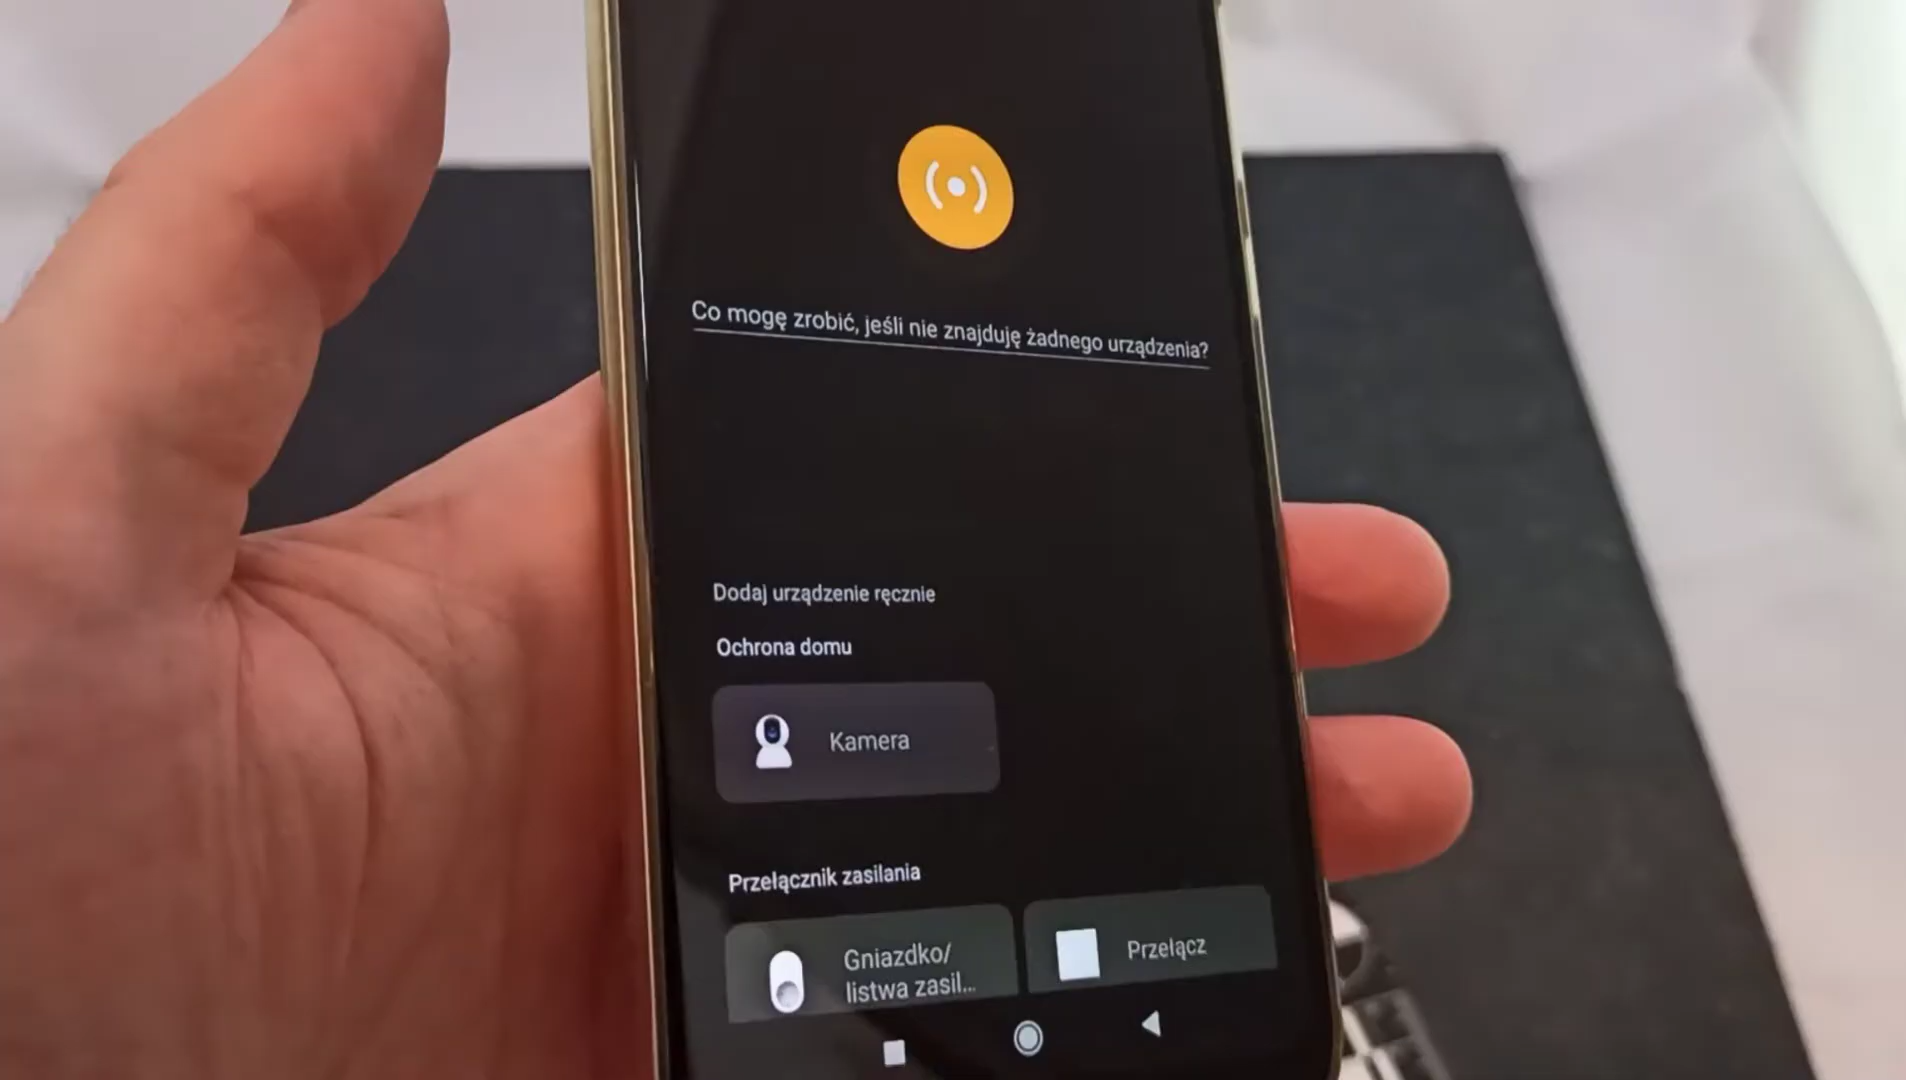 Co mogę zrobić, jeśli nie znajduję żadnego urządzenia?
Dodaj urządzenie ręcznie
Ochrona domu
Kamera
Przełącznik zasilania
Gniazdko/
listwa zasil...
Przełącz